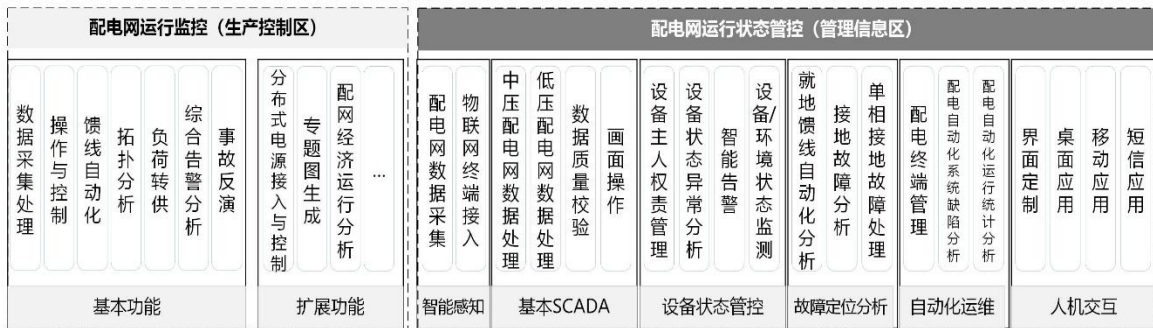 配电网运行监控（生产控制区）
数据采集处理
操作与控制
馈线自动化
拓扑分析
负荷转供
综合告警分析
事故反演
基本功能
分布式电源接入与控制
专题图生成
配网经济运行分析
...
扩展功能
配电网运行状态管控（管理信息区）
配电网数据采集
物联网终端接入
智能感知
中压配电网数据处理
低压配电网数据处理
数据质量校验
画面操作
基本SCADA
设备主人权责管理
设备状态异常分析
智能告警
设备/环境状态监测
设备状态管控
就地馈线自动化分析
接地故障分析
单相接地故障处理
故障定位分析
配电终端管理
配电自动化系统缺陷分析
配电自动化运行统计分析
自动化运维
界面定制
桌面应用
移动应用
短信应用
人机交互